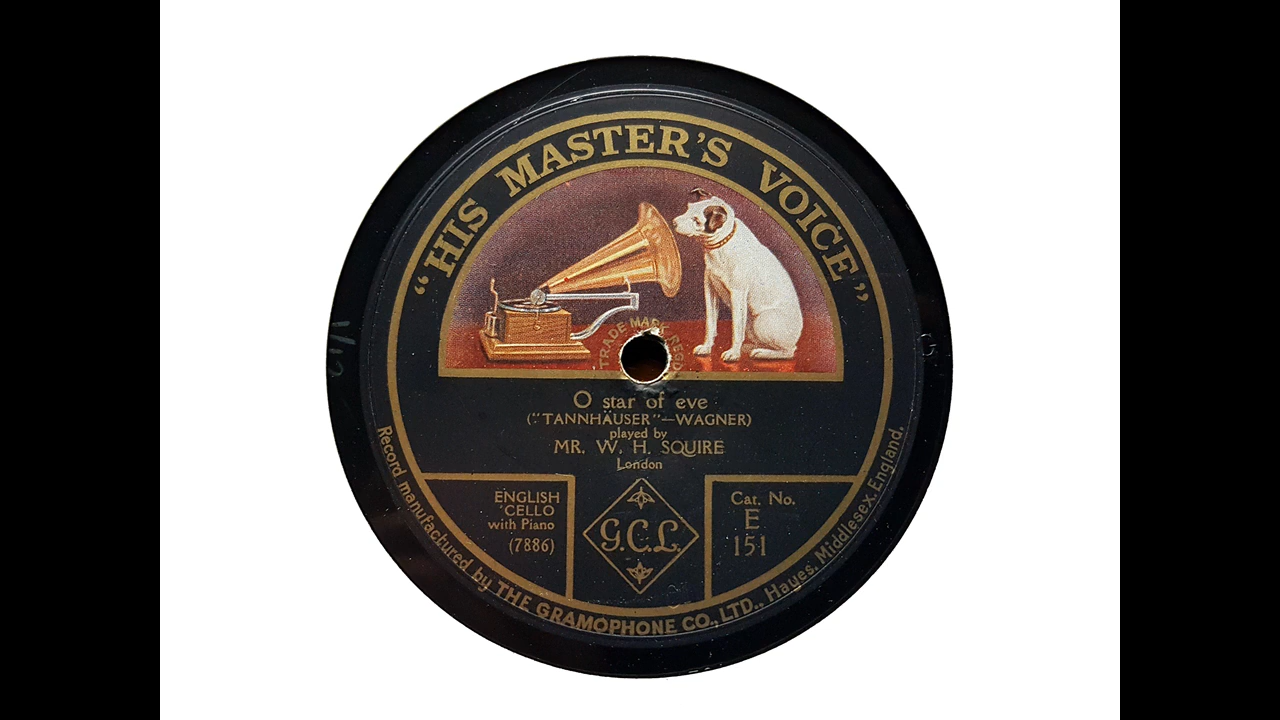 “HIS MASTER'S VOICE”
TRADE MARK REGD
O star of eve
(“TANNHÄUSER”—WAGNER)
played by
MR. W. H. SQUIRE
London
ENGLISH
'CELLO
with Piano
(7886)
G.C.L.
Cat. No.
E
151
Record manufactured by THE GRAMOPHONE CO., LTD., Hayes. Middlesex. England.